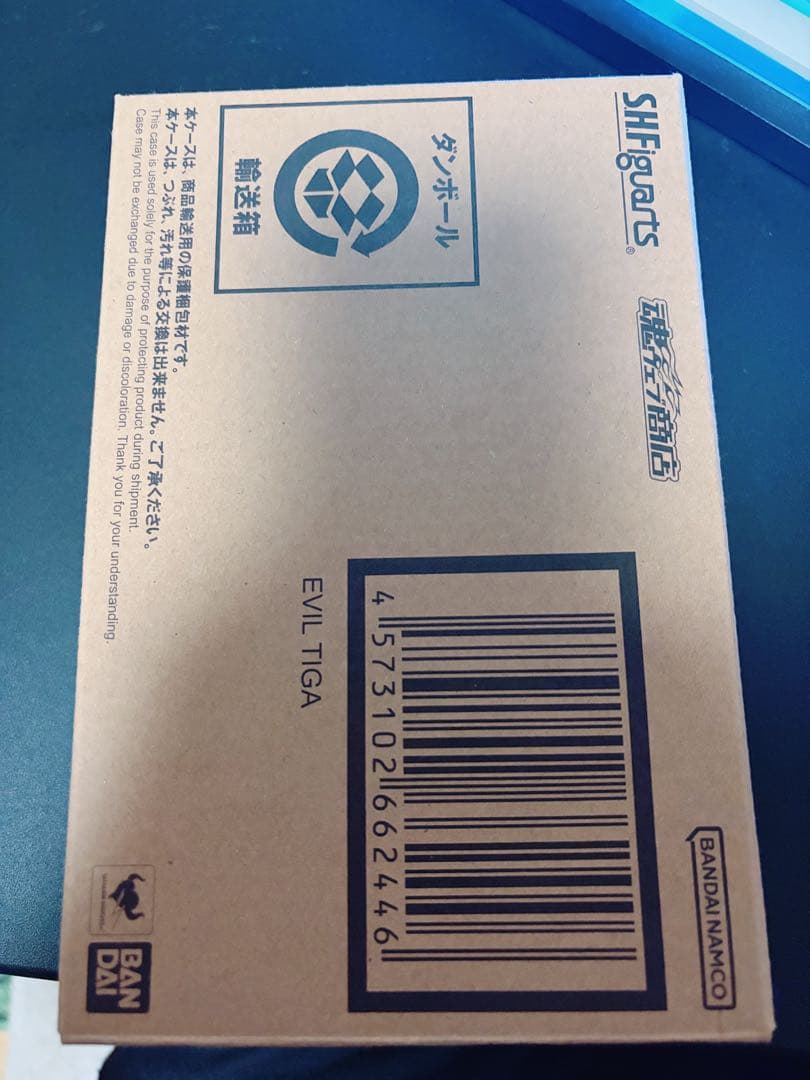 S.H.Figuarts®
魂ウェブ商店
ダンボール
輸送箱
本ケースは、商品輸送用の保護梱包材です。
本ケースは、つぶれ、汚れ等による交換は出来ません。ご了承ください。
This case is used solely for the purpose of protecting product during shipment.
Case may not be exchanged due to damage or discoloration. Thank you for your understanding.
BANDAI NAMCO
4 573102 662446
EVIL TIGA
BAN
DAI